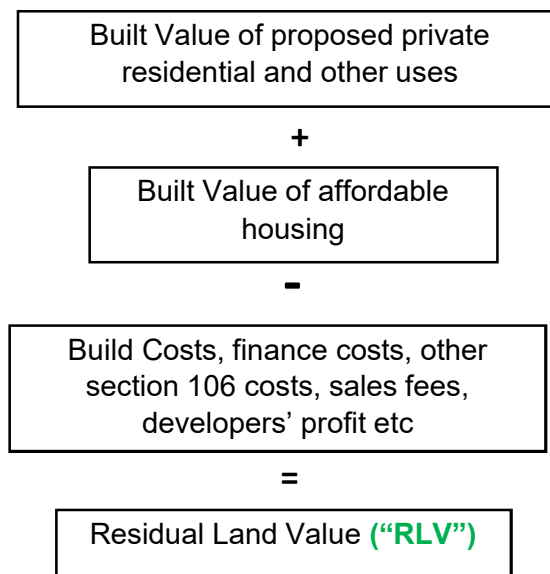 Built Value of proposed private
residential and other uses
+
Built Value of affordable
housing
-
Build Costs, finance costs, other
section 106 costs, sales fees,
developers’ profit etc
=
Residual Land Value (“RLV”)